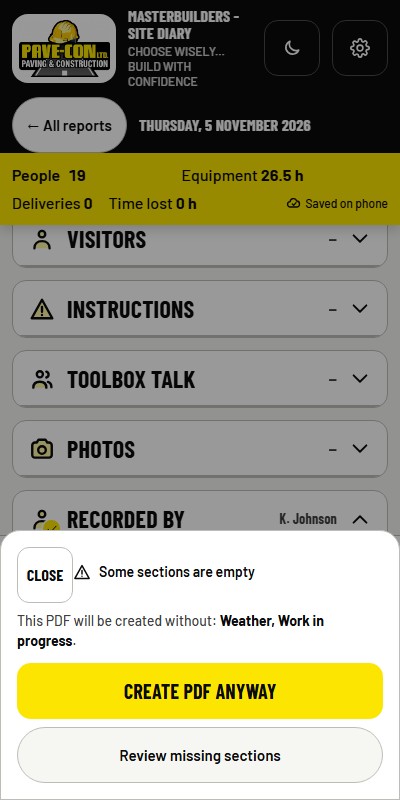 PAVE-CON LTD.
PAVING & CONSTRUCTION
MASTERBUILDERS -
SITE DIARY
CHOOSE WISELY...
BUILD WITH
CONFIDENCE
← All reports
THURSDAY, 5 NOVEMBER 2026
People 19
Equipment 26.5 h
Deliveries 0
Time lost 0 h
Saved on phone
VISITORS –
INSTRUCTIONS –
TOOLBOX TALK –
PHOTOS –
RECORDED BY K. Johnson
CLOSE
Some sections are empty
This PDF will be created without: Weather, Work in
progress.
CREATE PDF ANYWAY
Review missing sections